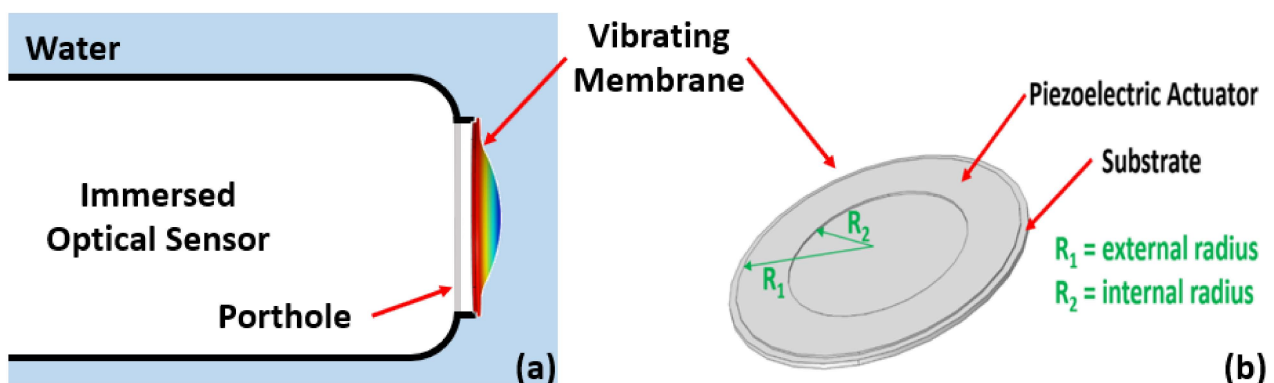 Water
Immersed
Optical Sensor
Porthole
(a)
Vibrating
Membrane
Piezoelectric Actuator
Substrate
R₂
R₁
R₁ = external radius
R₂ = internal radius
(b)